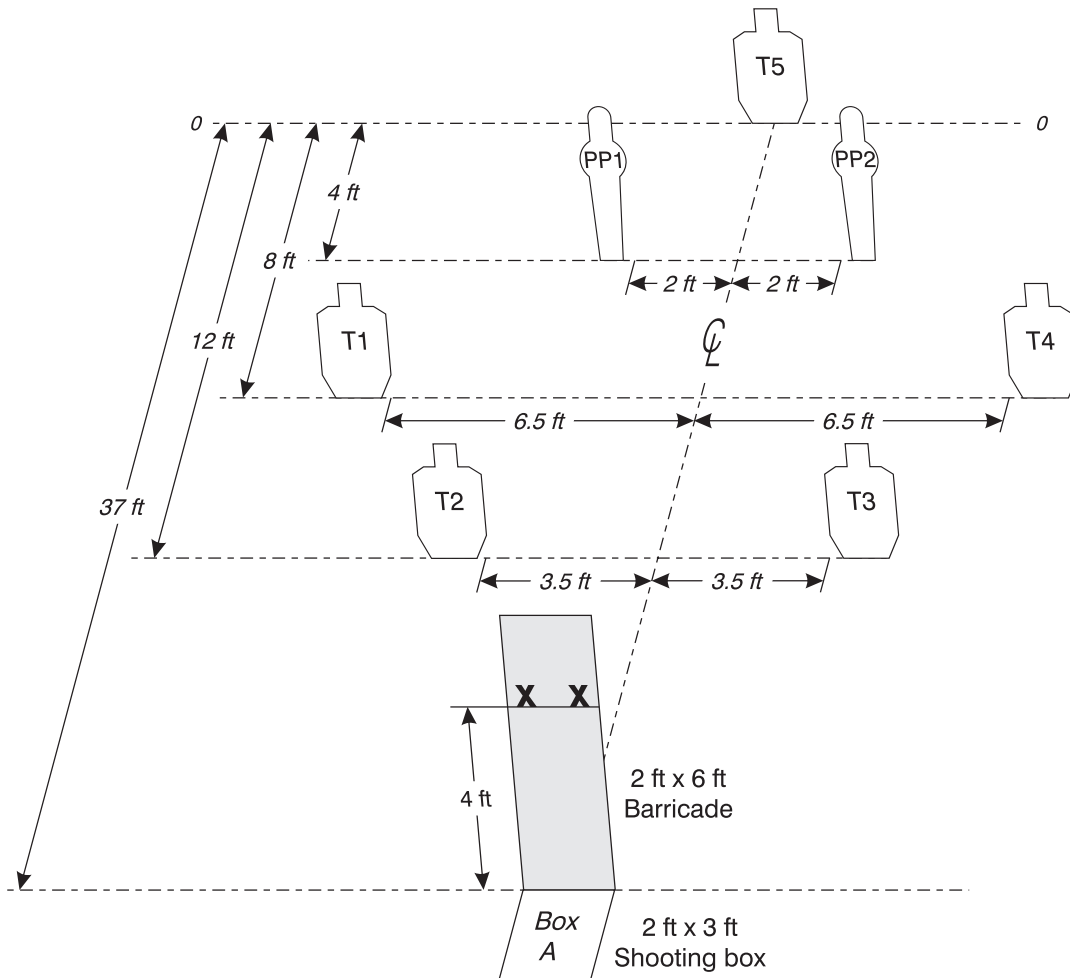 T5
0
0
PP1
PP2
4 ft
8 ft
2 ft
2 ft
12 ft
T1
CL
T4
6.5 ft
6.5 ft
37 ft
T2
T3
3.5 ft
3.5 ft
X X
4 ft
2 ft x 6 ft
Barricade
Box
A
2 ft x 3 ft
Shooting box